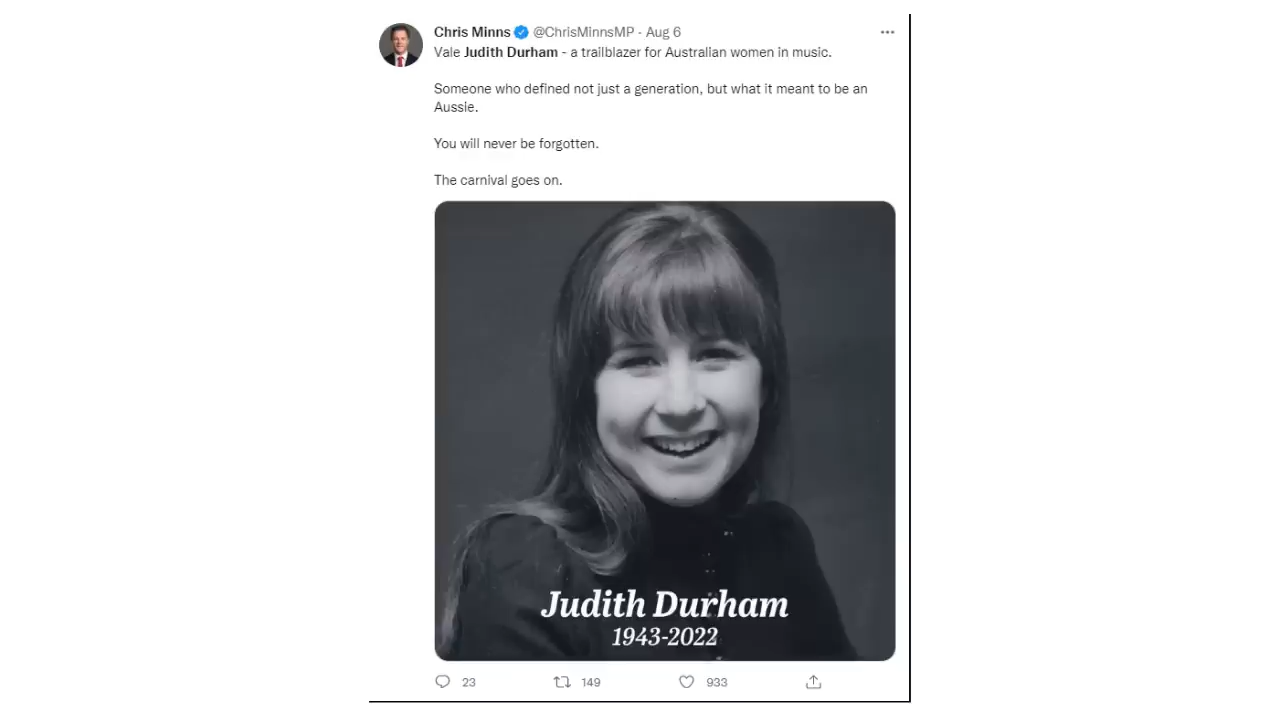 Chris Minns @ChrisMinnsMP · Aug 6
Vale Judith Durham - a trailblazer for Australian women in music.
Someone who defined not just a generation, but what it meant to be an
Aussie.
You will never be forgotten.
The carnival goes on.
Judith Durham
1943-2022
23 149 933